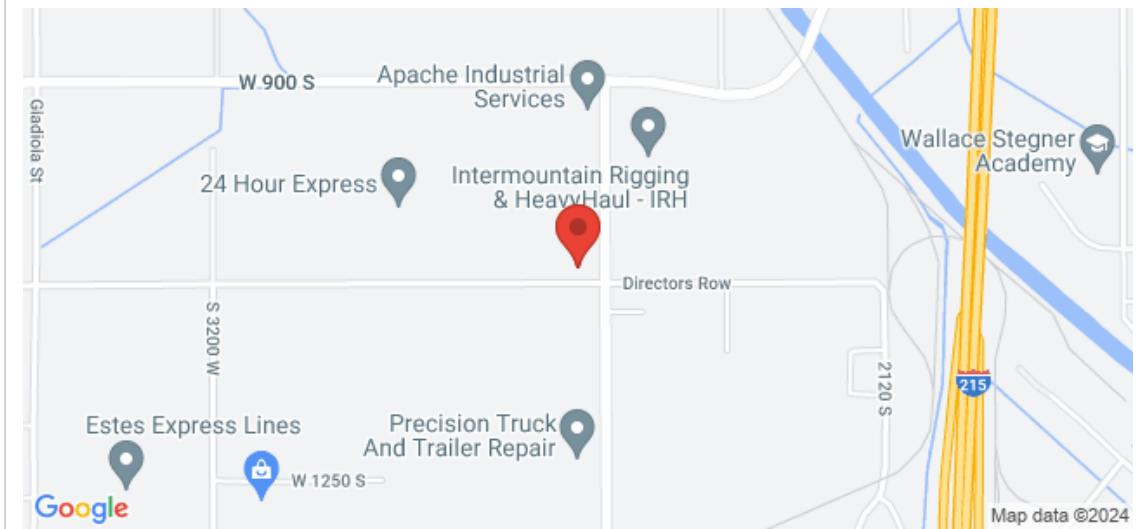 W 900 S
Apache Industrial
Services
Gladiola St
Wallace Stegner
Academy
24 Hour Express
Intermountain Rigging
& HeavyHaul - IRH
Directors Row
S 3200 W
2120 S
215
Estes Express Lines
Precision Truck
And Trailer Repair
W 1250 S
Google
Map data ©2024